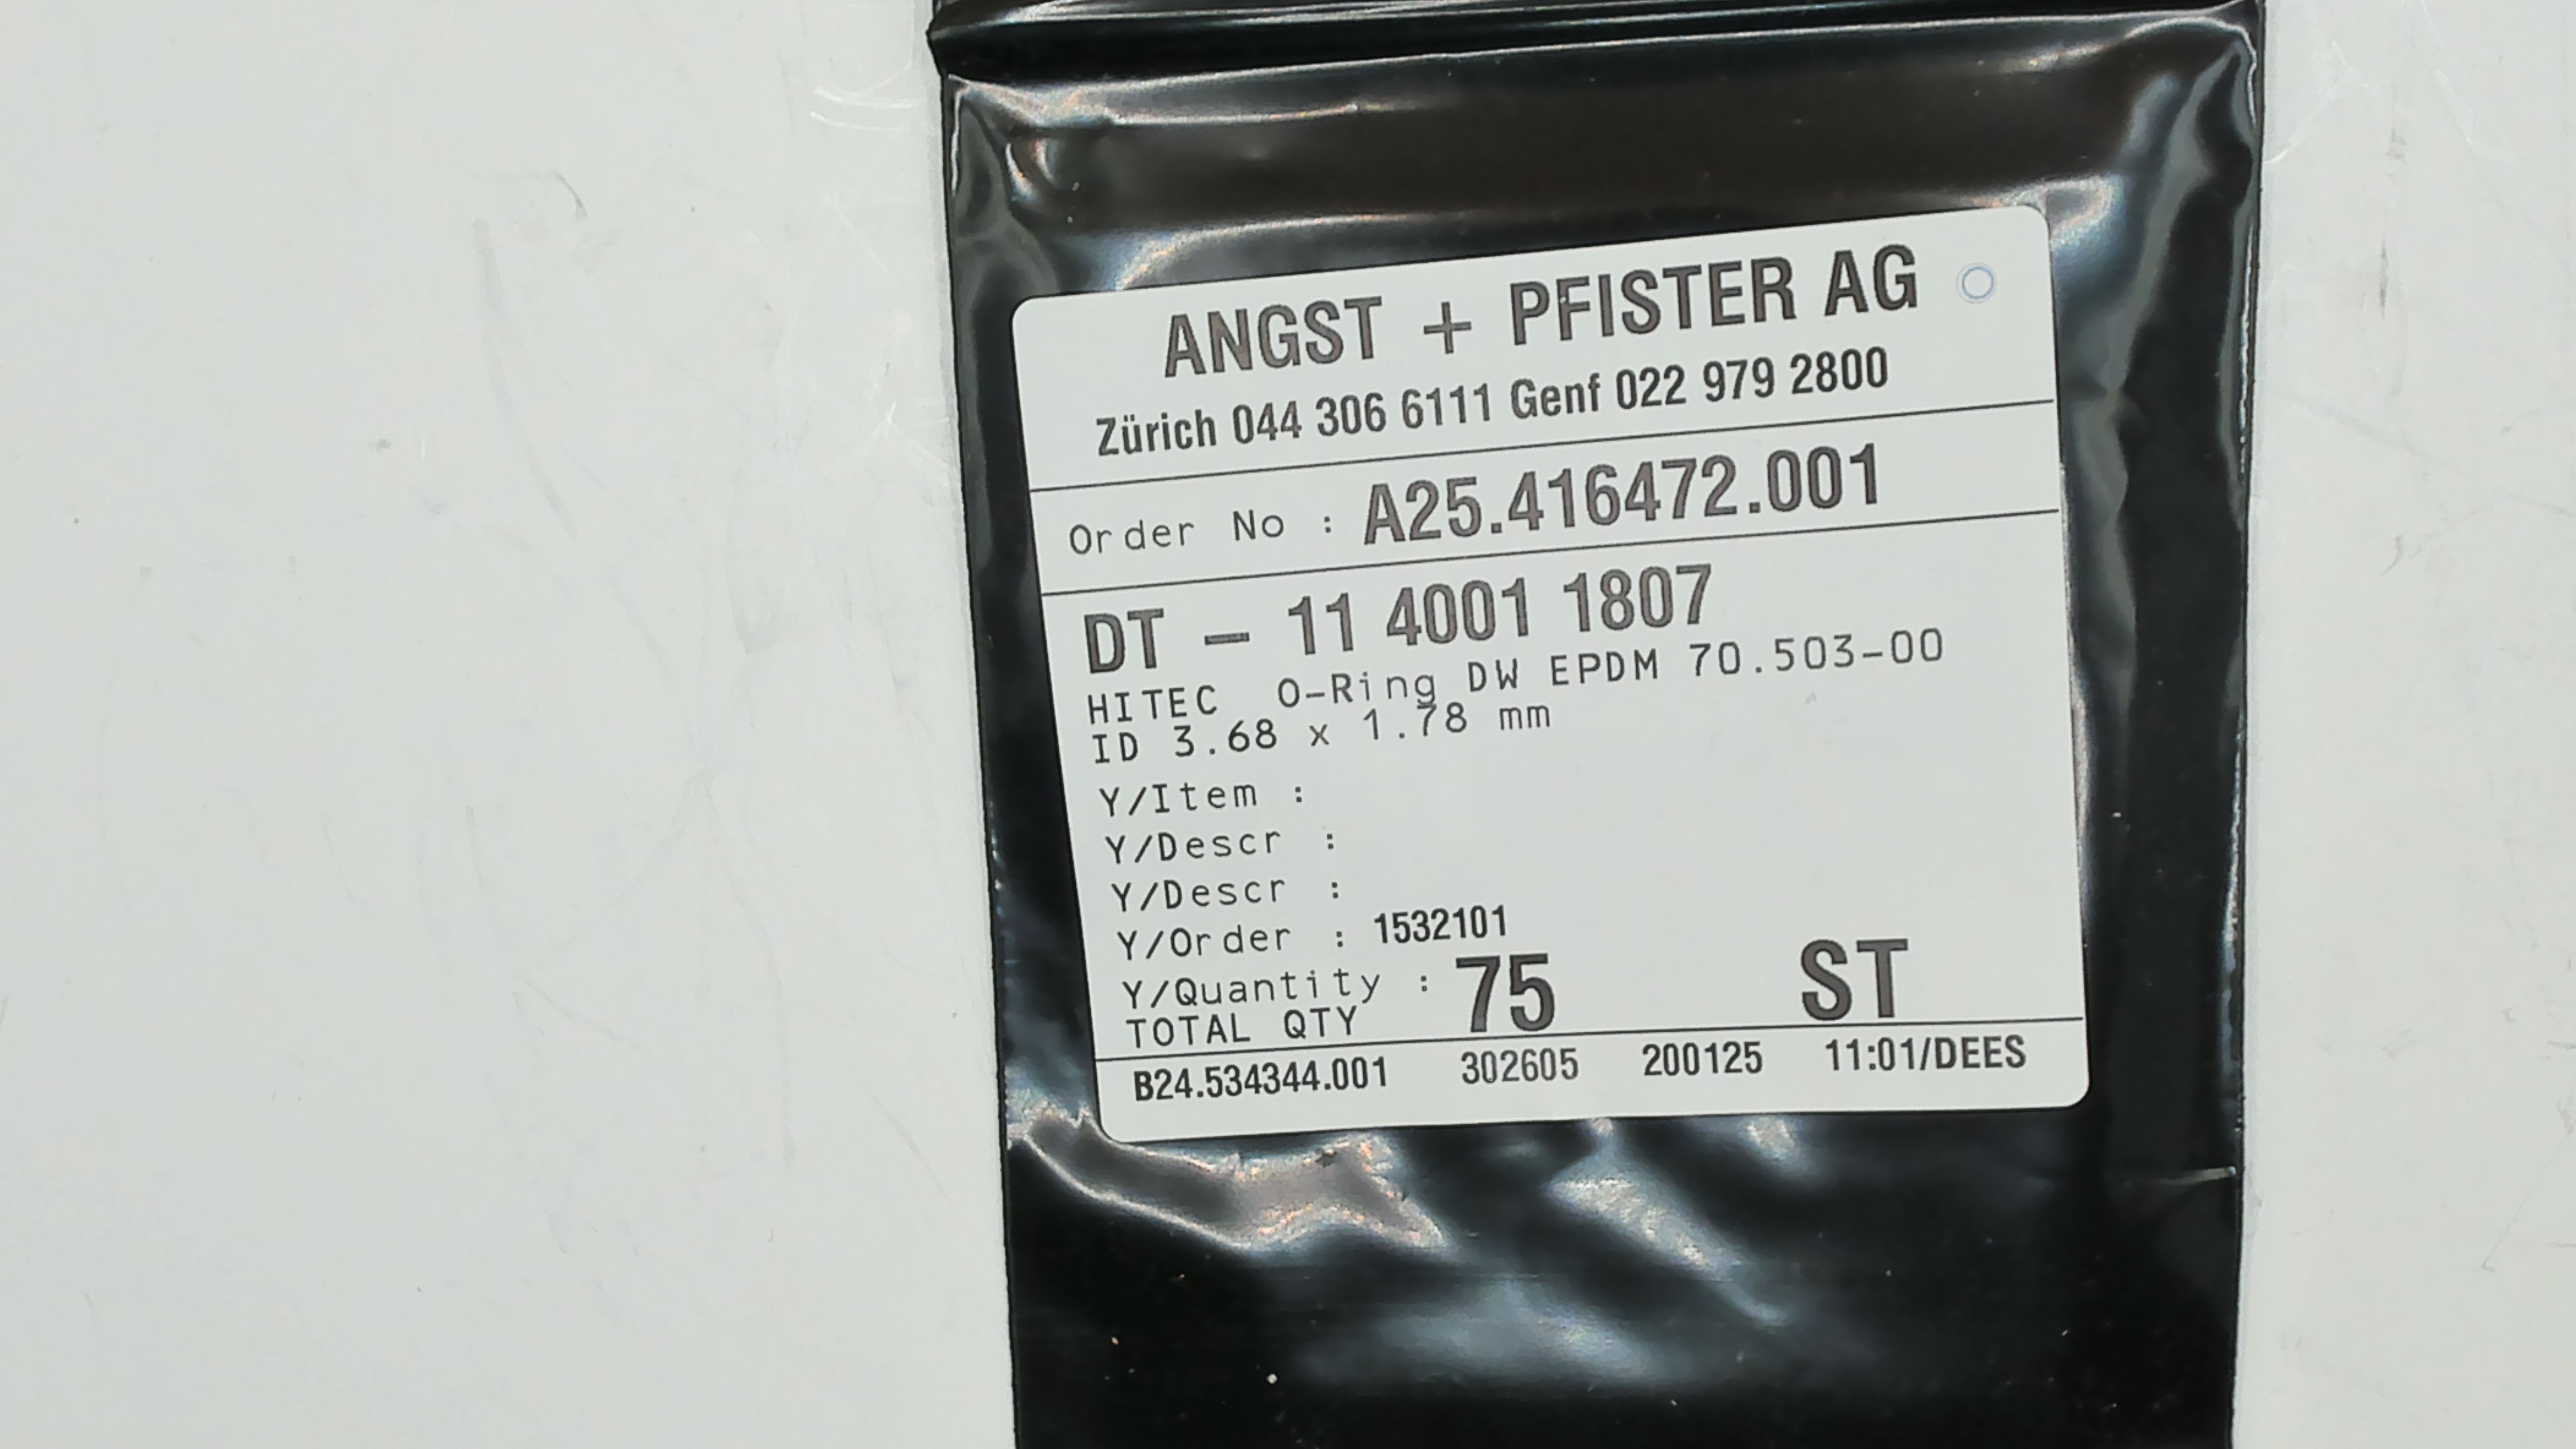 ANGST + PFISTER AG
Zürich 044 306 6111 Genf 022 979 2800
Order No : A25.416472.001
DT - 11 4001 1807
HITEC O-Ring DW EPDM 70.503-00
ID 3.68 x 1.78 mm
Y/Item :
Y/Descr :
Y/Descr :
Y/Order : 1532101
Y/Quantity : 75 ST
TOTAL QTY
B24.534344.001 302605 200125 11:01/DEES